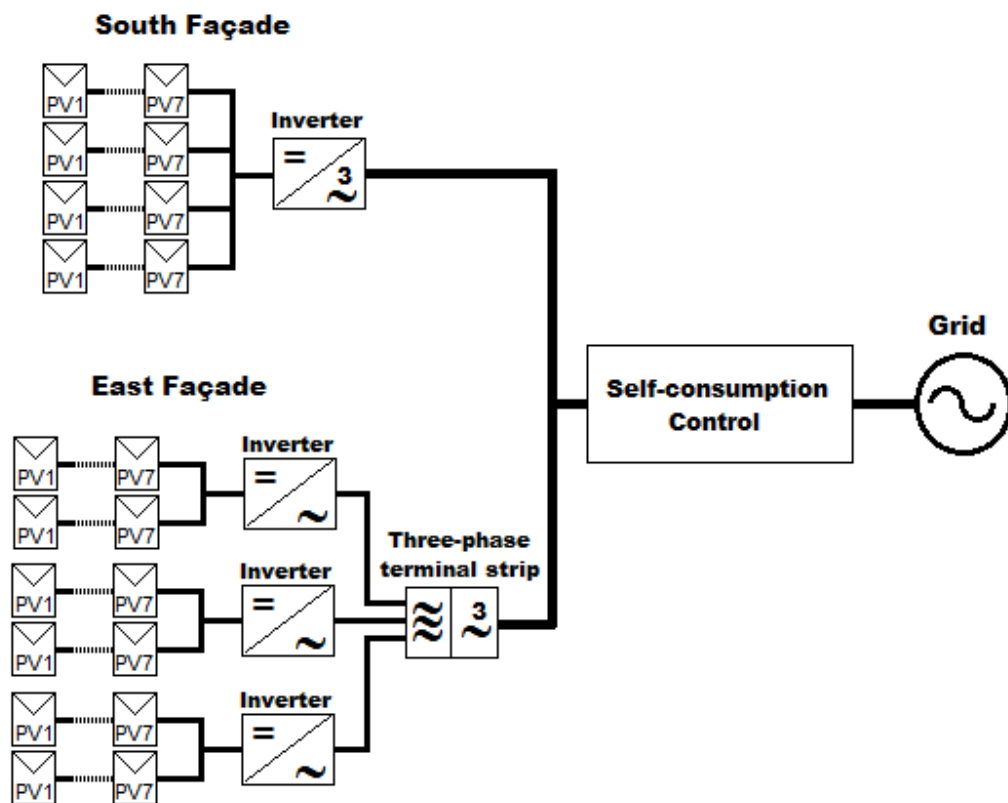 South Façade
PV1 PV7
PV1 PV7
PV1 PV7
PV1 PV7
Inverter
= 3 ~
East Façade
PV1 PV7
PV1 PV7
Inverter
= ~
PV1 PV7
PV1 PV7
Inverter
= ~
PV1 PV7
PV1 PV7
Inverter
= ~
Three-phase
terminal strip
3
~
Self-consumption
Control
Grid